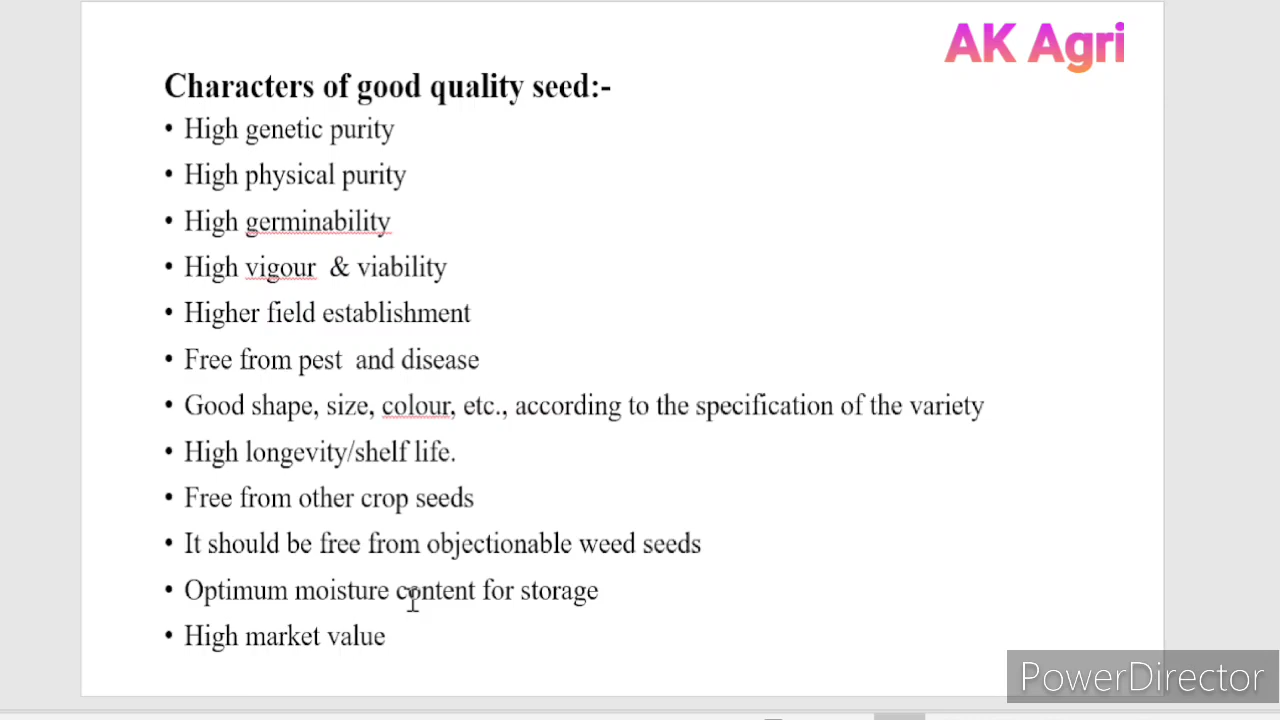 AK Agri
Characters of good quality seed:-
• High genetic purity
• High physical purity
• High germinability
• High vigour & viability
• Higher field establishment
• Free from pest and disease
• Good shape, size, colour, etc., according to the specification of the variety
• High longevity/shelf life.
• Free from other crop seeds
• It should be free from objectionable weed seeds
• Optimum moisture content for storage
• High market value
PowerDirector